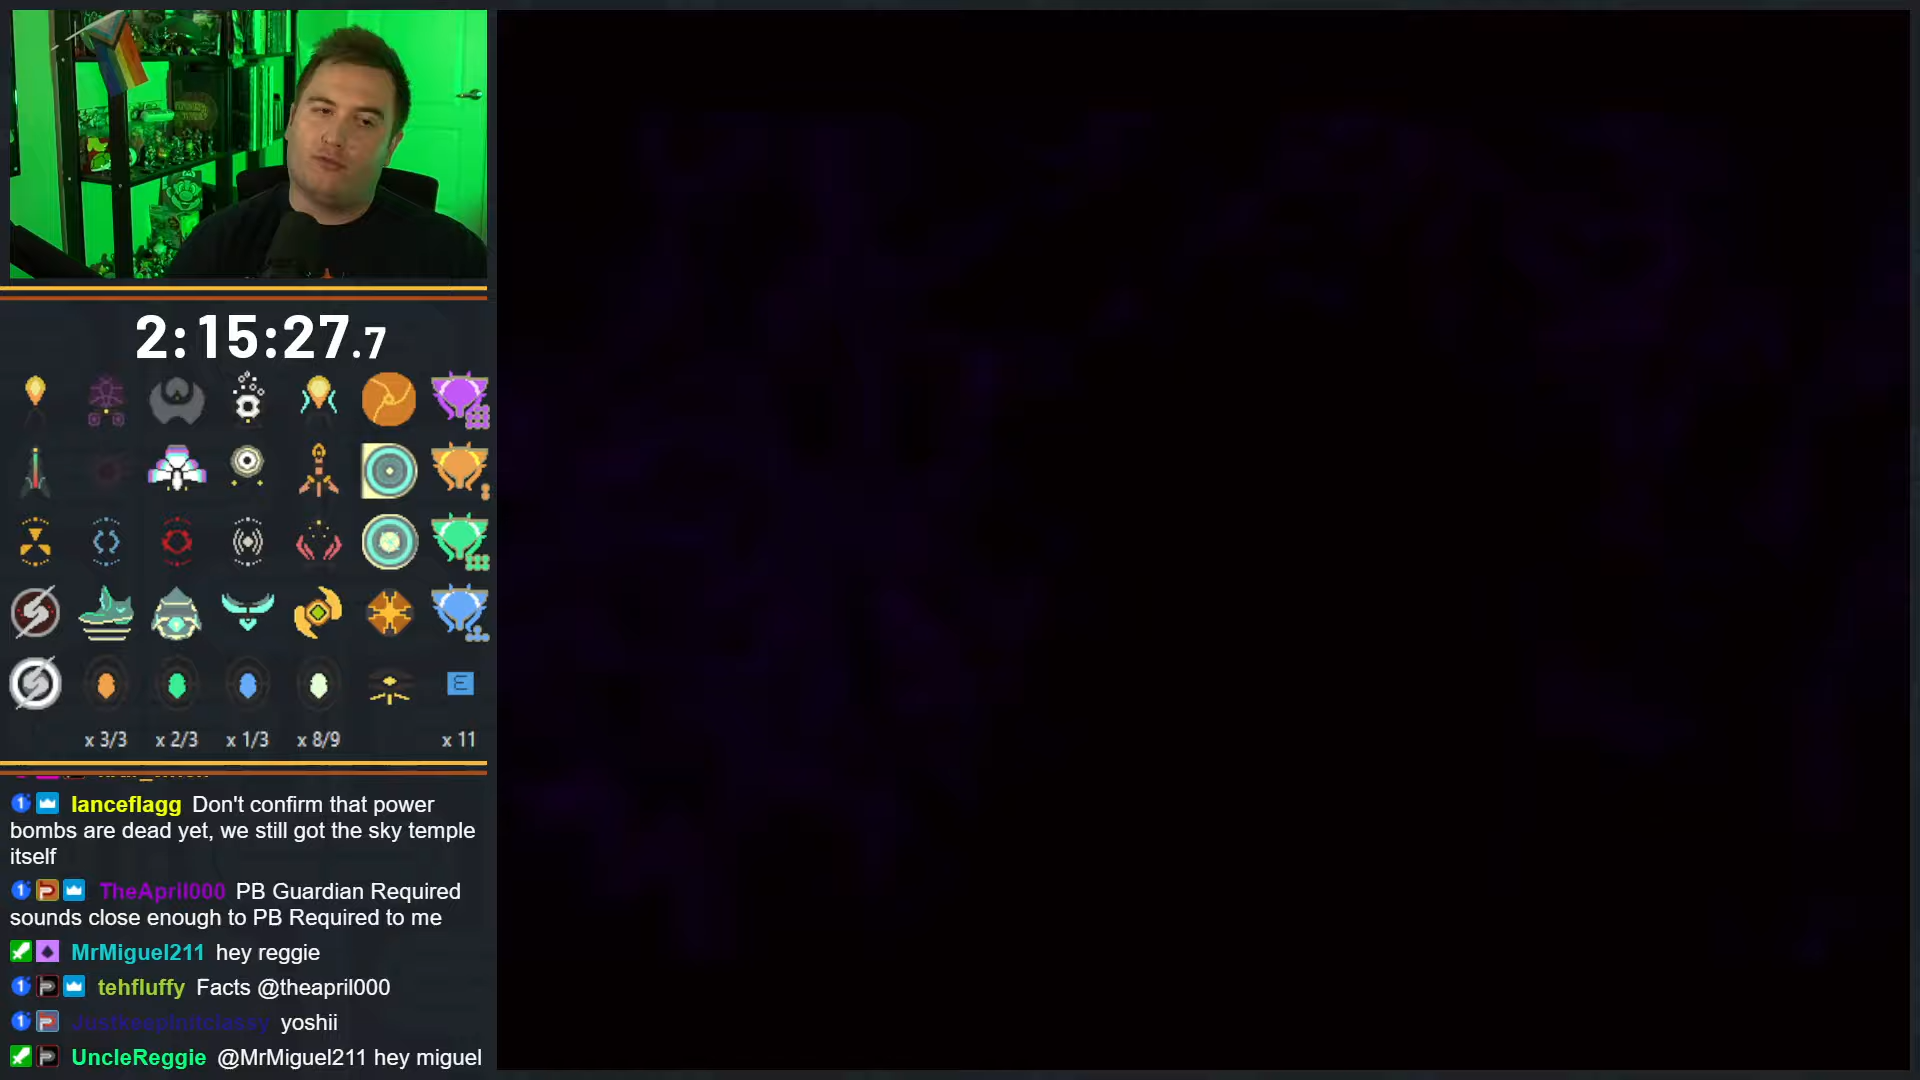 2:15:27.7
x 3/3 x 2/3 x 1/3 x 8/9 x 11
lanceflagg Don't confirm that power
bombs are dead yet, we still got the sky temple
itself
TheApril000 PB Guardian Required
sounds close enough to PB Required to me
MrMiguel211 hey reggie
tehfluffy Facts @theapril000
Justkeepinitclassy yoshii
UncleReggie @MrMiguel211 hey miguel